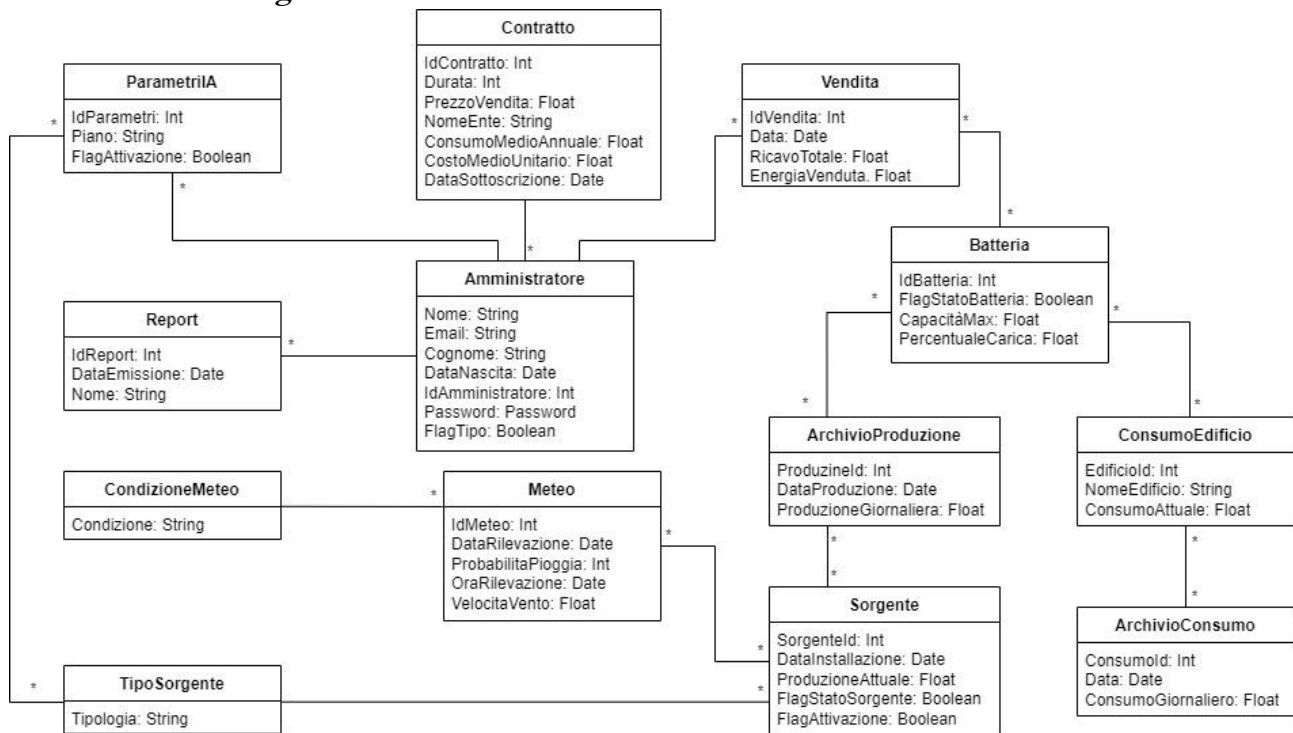 Contratto
IdContratto: Int
Durata: Int
PrezzoVendita: Float
NomeEnte: String
ConsumoMedioAnnuale: Float
CostoMedioUnitario: Float
DataSottoscrizione: Date
ParametriIA
IdParametri: Int
Piano: String
FlagAttivazione: Boolean
Vendita
IdVendita: Int
Data: Date
RicavoTotale: Float
EnergiaVenduta. Float
*
*
*
*
*
*
Batteria
IdBatteria: Int
FlagStatoBatteria: Boolean
CapacitàMax: Float
PercentualeCarica: Float
*
*
Amministratore
Nome: String
Email: String
Cognome: String
DataNascita: Date
IdAmministratore: Int
Password: Password
FlagTipo: Boolean
Report
IdReport: Int
DataEmissione: Date
Nome: String
*
*
*
ArchivioProduzione
ProduzineId: Int
DataProduzione: Date
ProduzioneGiornaliera: Float
ConsumoEdificio
EdificioId: Int
NomeEdificio: String
ConsumoAttuale: Float
CondizioneMeteo
Condizione: String
*
Meteo
IdMeteo: Int
DataRilevazione: Date
ProbabilitaPioggia: Int
OraRilevazione: Date
VelocitaVento: Float
*
*
*
*
*
Sorgente
SorgenteId: Int
DataInstallazione: Date
ProduzioneAttuale: Float
FlagStatoSorgente: Boolean
FlagAttivazione: Boolean
ArchivioConsumo
ConsumoId: Int
Data: Date
ConsumoGiornaliero: Float
*
*
*
TipoSorgente
Tipologia: String